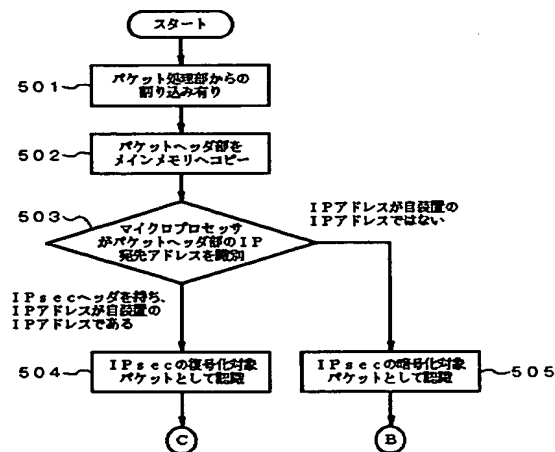 スタート
501
パケット処理部からの
割り込み有り
502
パケットヘッダ部を
メインメモリへコピー
503
マイクロプロセッサ
がパケットヘッダ部のIP
宛先アドレスを識別
IPアドレスが自装置の
IPアドレスではない
IPsecヘッダを持ち、
IPアドレスが自装置の
IPアドレスである
504
IPsecの復号化対象
パケットとして認識
IPsecの暗号化対象
パケットとして認識
505
C
B